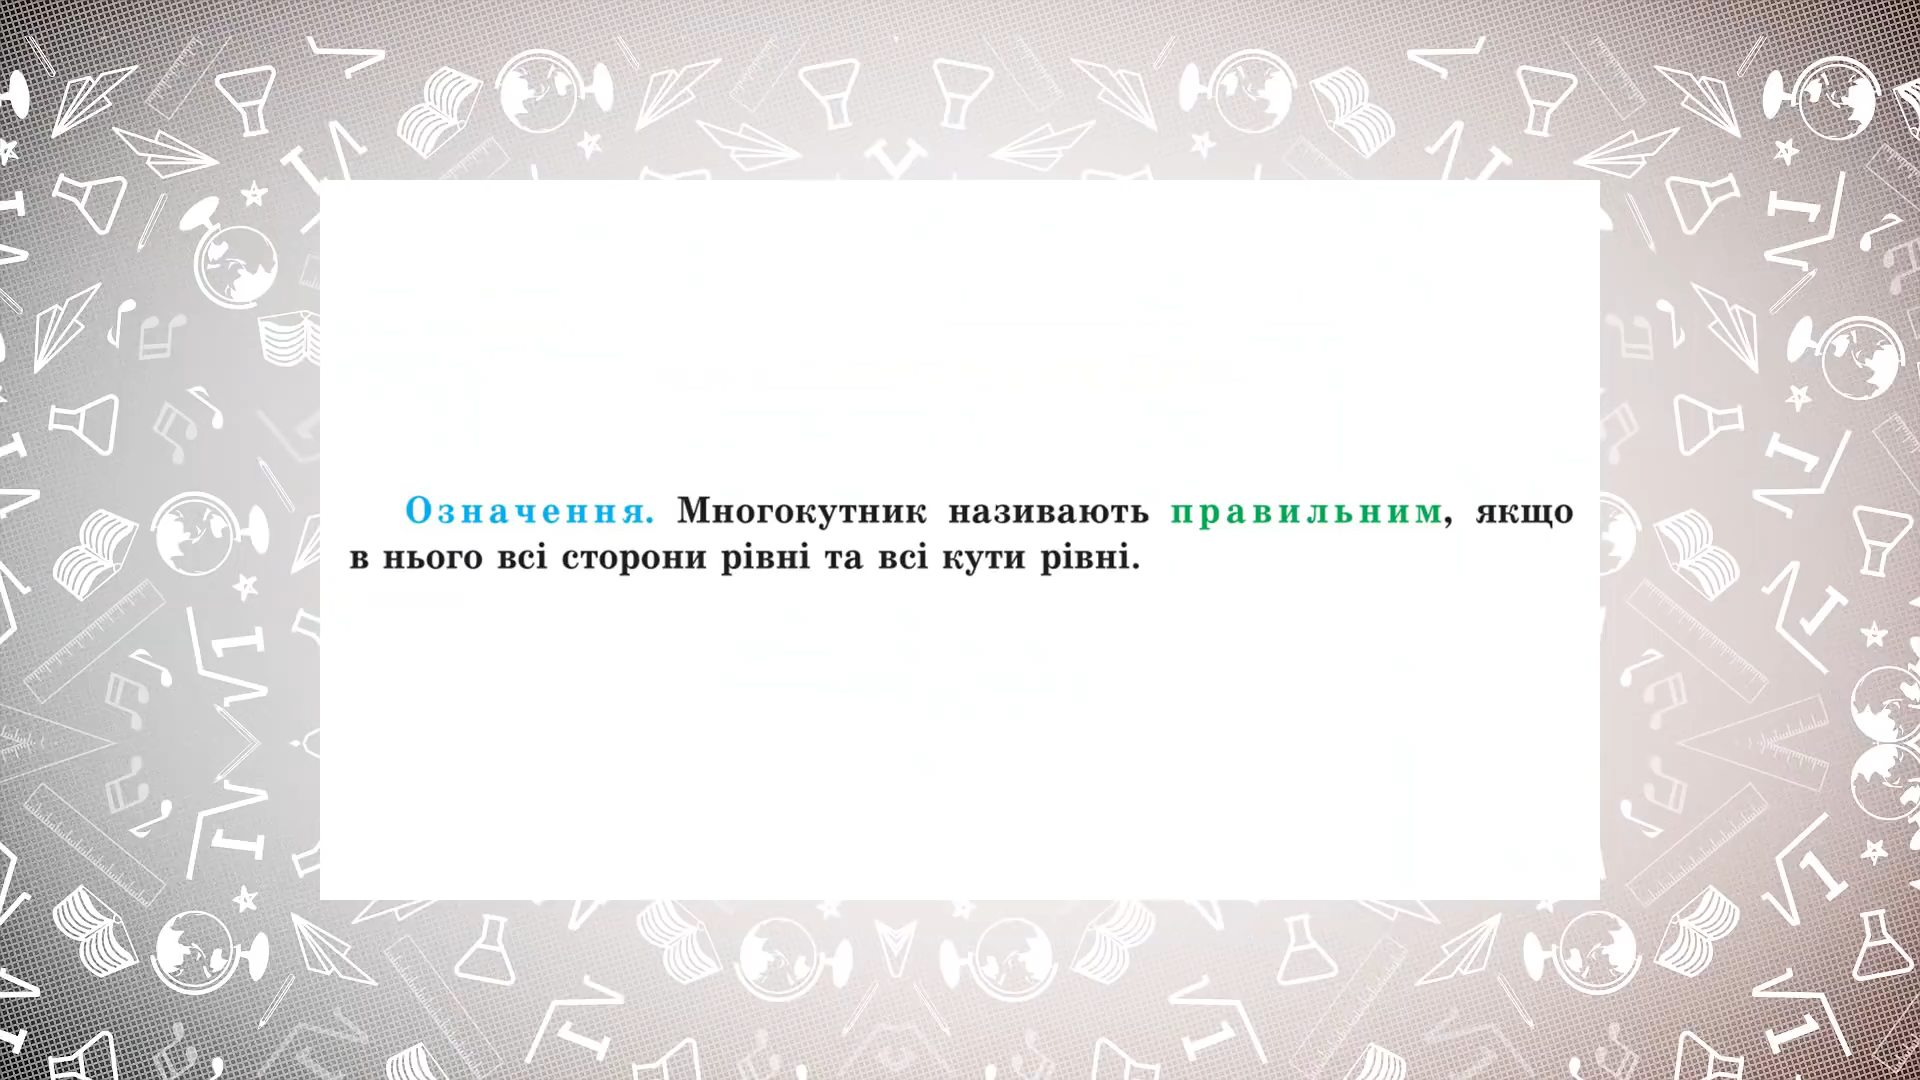 Означення. Многокутник називають правильним, якщо
в нього всі сторони рівні та всі кути рівні.